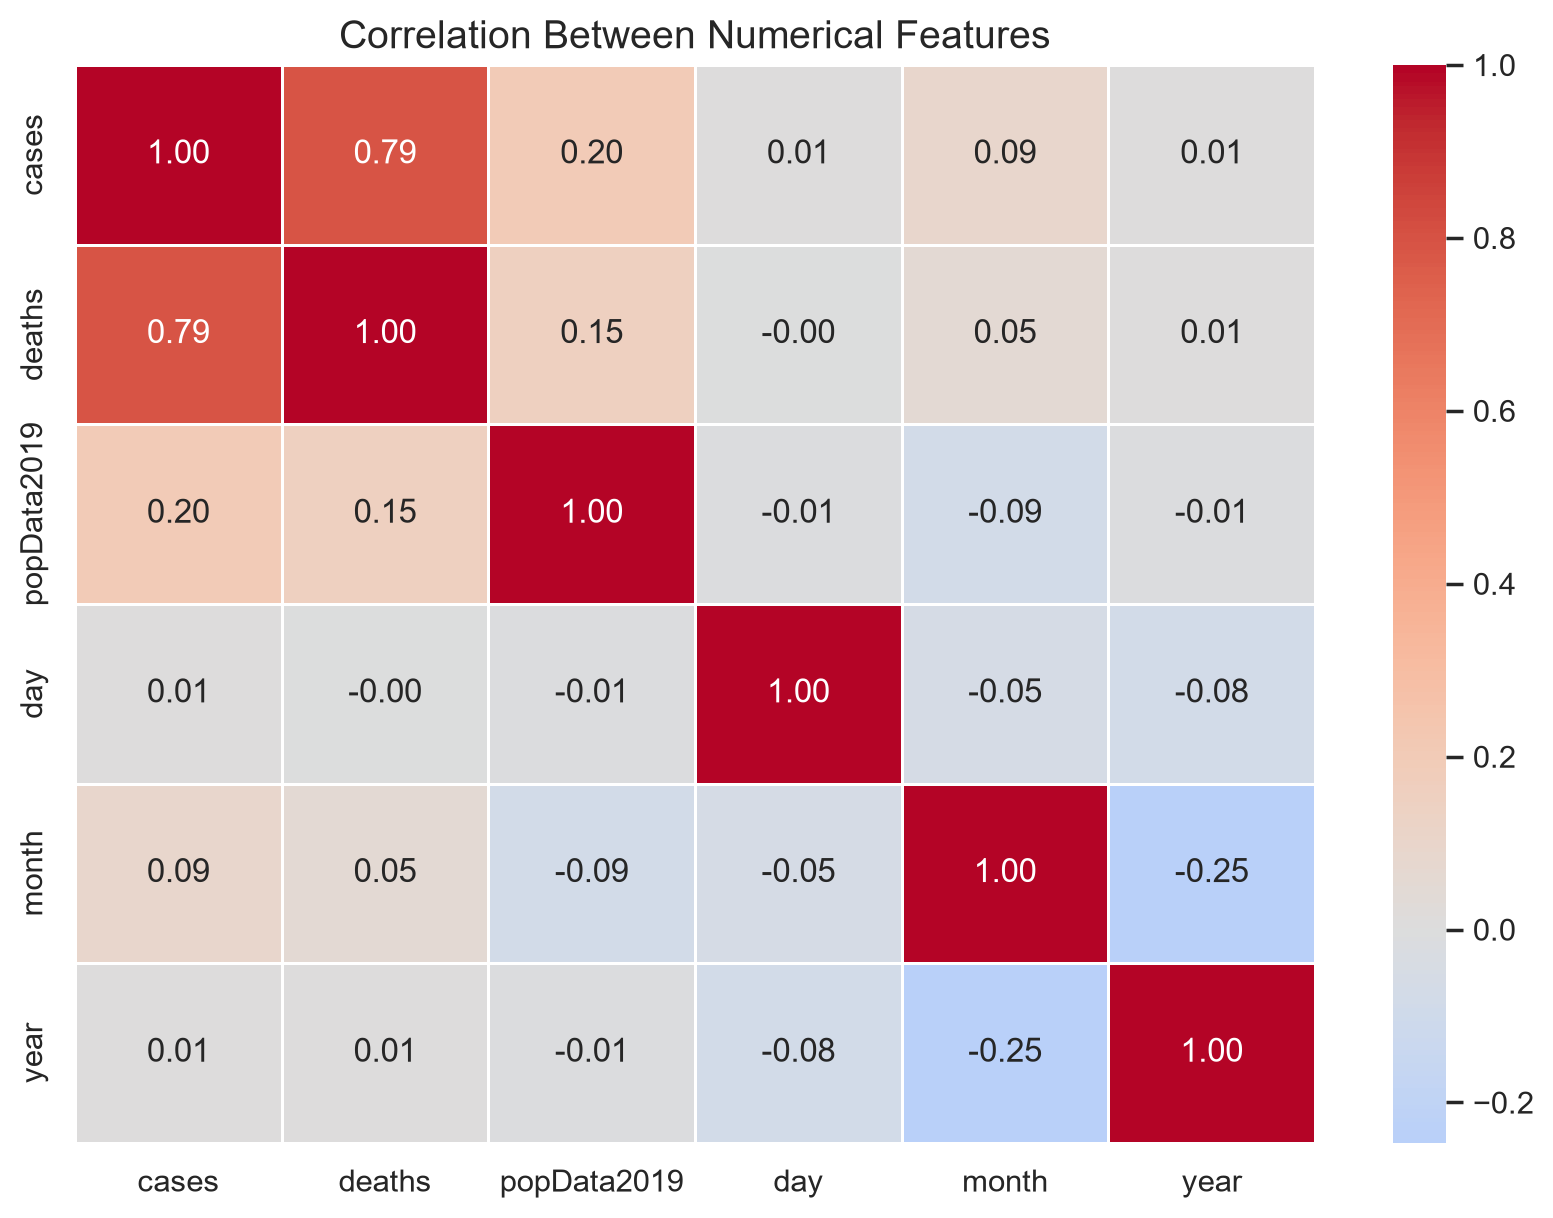 Correlation Between Numerical Features
cases 1.00 0.79 0.20 0.01 0.09 0.01
deaths 0.79 1.00 0.15 -0.00 0.05 0.01
popData2019 0.20 0.15 1.00 -0.01 -0.09 -0.01
day 0.01 -0.00 -0.01 1.00 -0.05 -0.08
month 0.09 0.05 -0.09 -0.05 1.00 -0.25
year 0.01 0.01 -0.01 -0.08 -0.25 1.00
cases deaths popData2019 day month year
1.0
0.8
0.6
0.4
0.2
0.0
−0.2